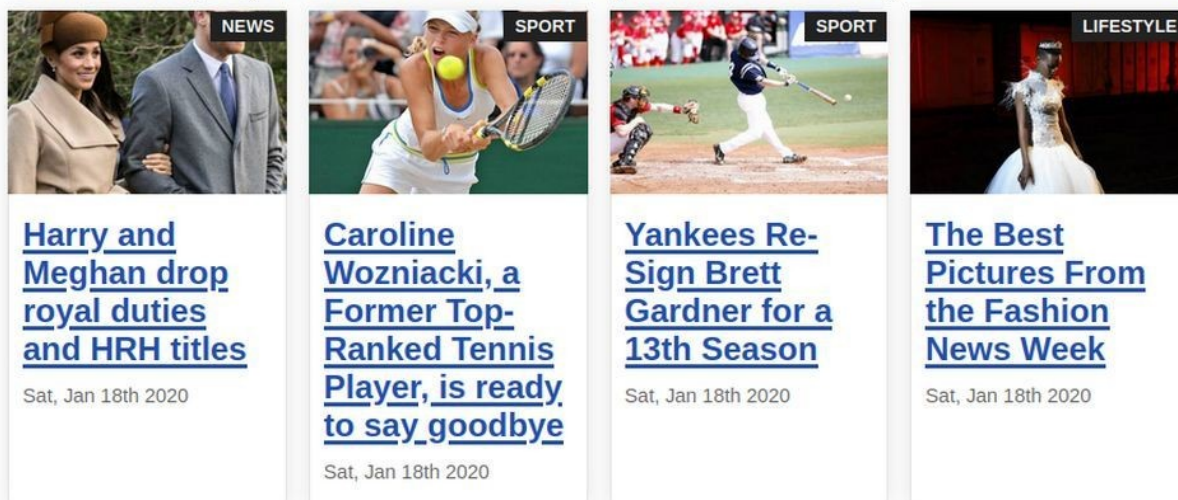 NEWS
Harry and
Meghan drop
royal duties
and HRH titles
Sat, Jan 18th 2020
SPORT
Caroline
Wozniacki, a
Former Top-
Ranked Tennis
Player, is ready
to say goodbye
Sat, Jan 18th 2020
SPORT
Yankees Re-
Sign Brett
Gardner for a
13th Season
Sat, Jan 18th 2020
LIFESTYLE
The Best
Pictures From
the Fashion
News Week
Sat, Jan 18th 2020